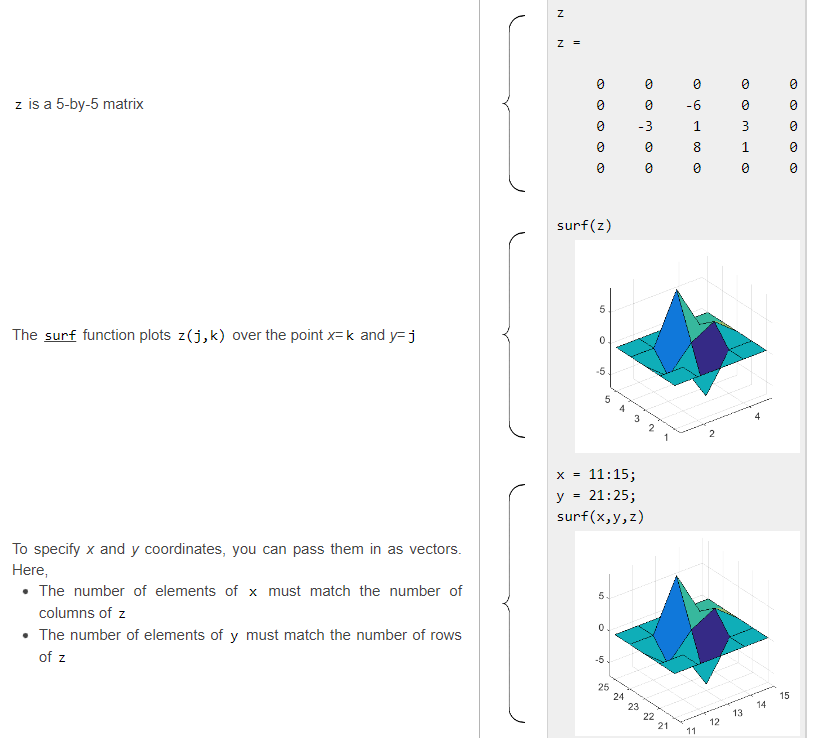 z
z =
0 0 0 0 0
0 0 -6 0 0
z is a 5-by-5 matrix
0 -3 1 3 0
0 0 8 1 0
0 0 0 0 0
surf(z)
5
0
-5
5
4
3
2
1
2
4
The surf function plots z(j,k) over the point x=k and y=j
x = 11:15;
y = 21:25;
surf(x,y,z)
To specify x and y coordinates, you can pass them in as vectors.
Here,
• The number of elements of x must match the number of
columns of z
• The number of elements of y must match the number of rows
of z
5
0
-5
25
24
23
22
21
11
12
13
14
15